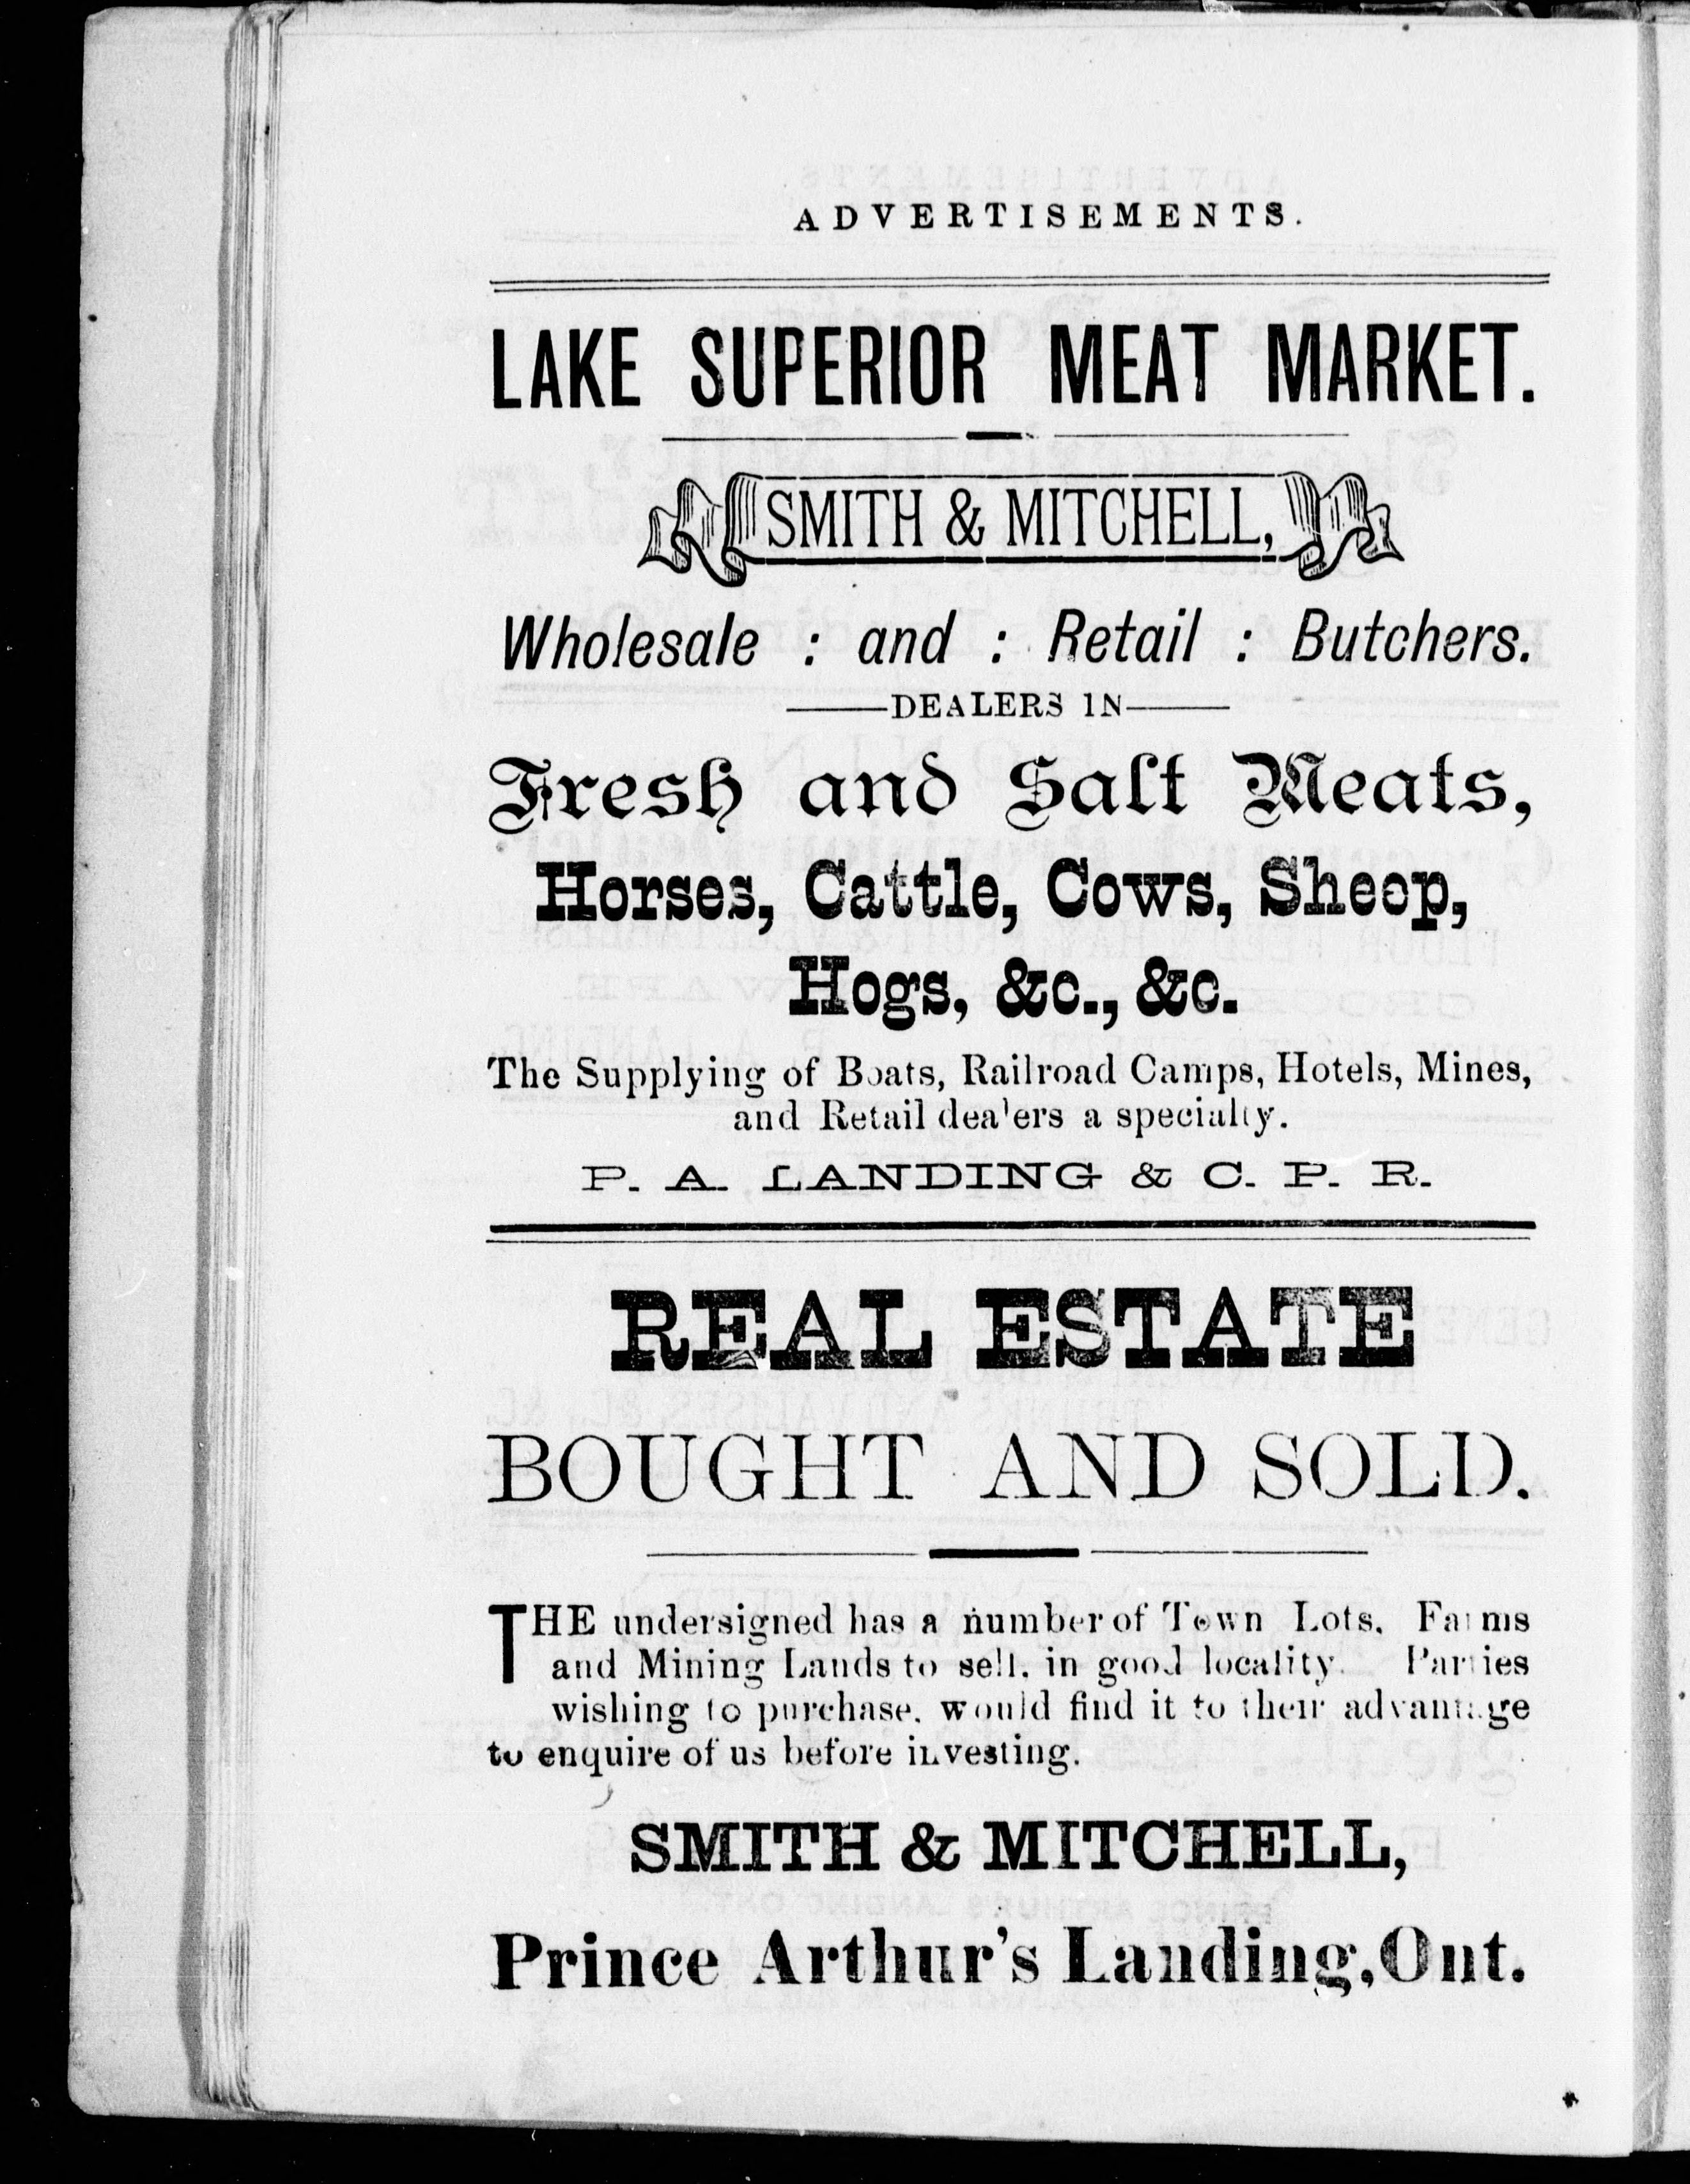 ADVERTISEMENTS.
LAKE SUPERIOR MEAT MARKET.
SMITH & MITCHELL,
Wholesale : and : Retail : Butchers.
DEALERS IN
Fresh and Salt Meats,
Horses, Cattle, Cows, Sheep,
Hogs, &c., &c.
The Supplying of Boats, Railroad Camps, Hotels, Mines,
and Retail dealers a specialty.
P. A. LANDING & C. P. R.
REAL ESTATE
BOUGHT AND SOLD.
THE undersigned has a number of Town Lots, Farms
and Mining Lands to sell, in good locality. Parties
wishing to purchase, would find it to their advantage
to enquire of us before investing.
SMITH & MITCHELL,
Prince Arthur's Landing, Ont.